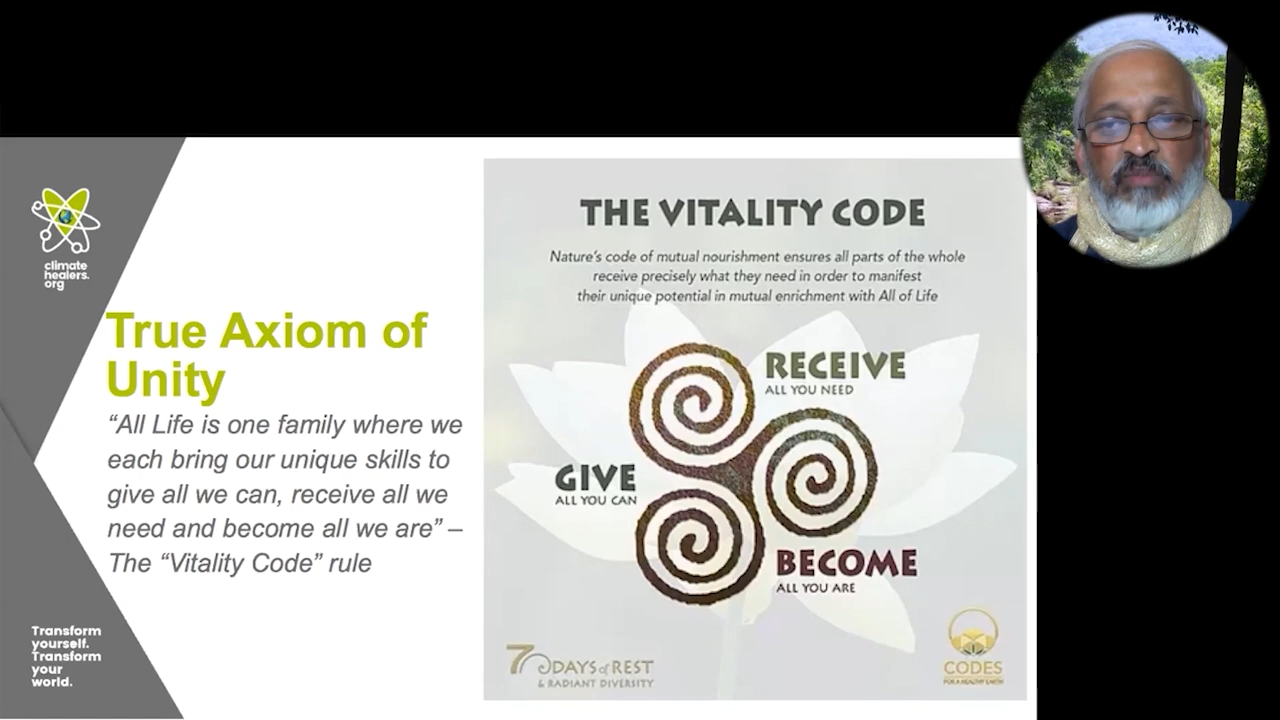 climate
healers.
org
True Axiom of
Unity
“All Life is one family where we
each bring our unique skills to
give all we can, receive all we
need and become all we are” –
The “Vitality Code” rule
Transform
yourself.
Transform
your
world.
THE VITALITY CODE
Nature's code of mutual nourishment ensures all parts of the whole
receive precisely what they need in order to manifest
their unique potential in mutual enrichment with All of Life
RECEIVE
ALL YOU NEED
GIVE
ALL YOU CAN
BECOME
ALL YOU ARE
7 DAYS of REST
& RADIANT DIVERSITY
CODES
FOR A HEALTHY EARTH